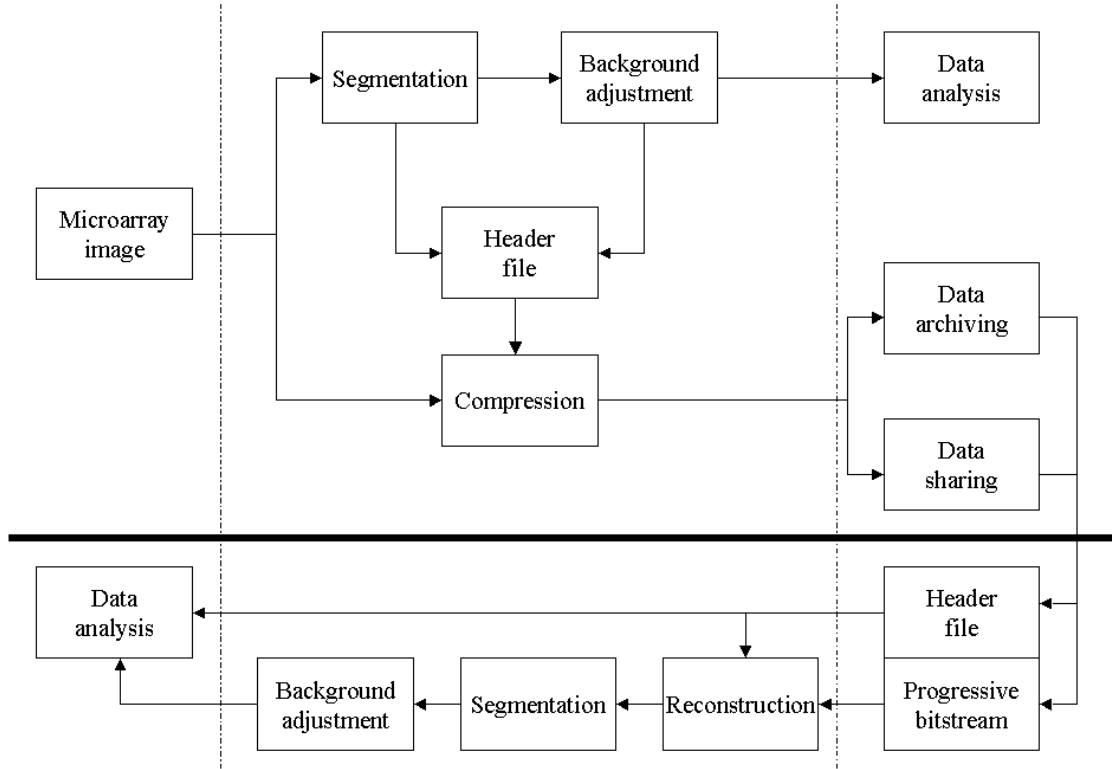 Segmentation
Background
adjustment
Data
analysis
Microarray
image
Header
file
Data
archiving
Compression
Data
sharing
Data
analysis
Header
file
Background
adjustment
Segmentation
Reconstruction
Progressive
bitstream